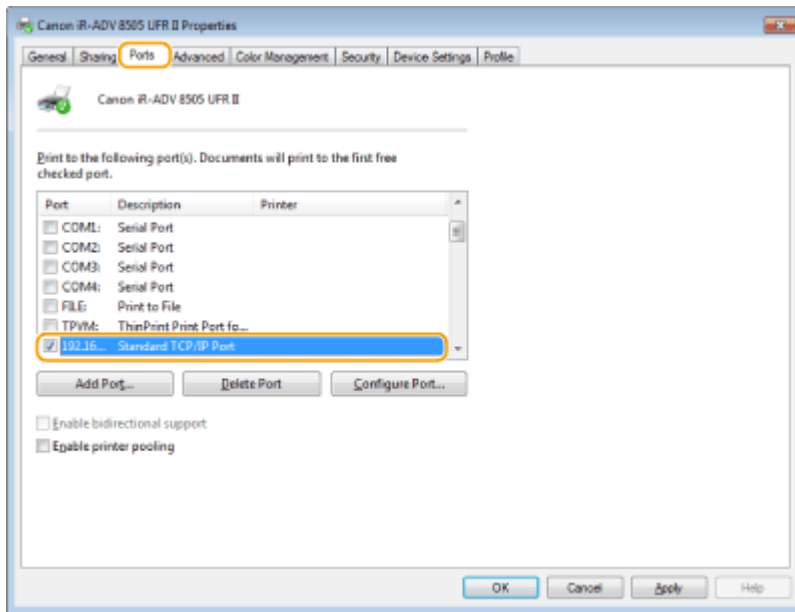 Canon iR-ADV 8505 UFR II Properties
General Sharing Ports Advanced Color Management Security Device Settings Profile
Canon iR-ADV 8505 UFR II
Print to the following port(s). Documents will print to the first free
checked port.
Port Description Printer
COM1: Serial Port
COM2: Serial Port
COM3: Serial Port
COM4: Serial Port
FILE: Print to File
TPVM: ThinPrint Print Port fo...
192.16... Standard TCP/IP Port
Add Port... Delete Port Configure Port...
Enable bidirectional support
Enable printer pooling
OK Cancel Apply Help